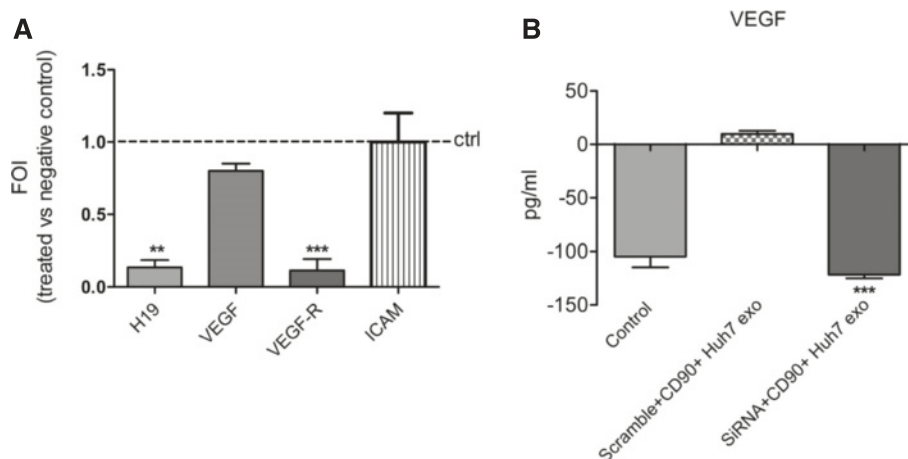 A
FOI
(treated vs negative control)
1.5
1.0
0.5
0.0
ctrl
**
***
H19
VEGF
VEGF-R
ICAM
B
VEGF
pg/ml
50
0
-50
-100
-150
***
Control
Scramble+CD90+ Huh7 exo
SiRNA+CD90+ Huh7 exo